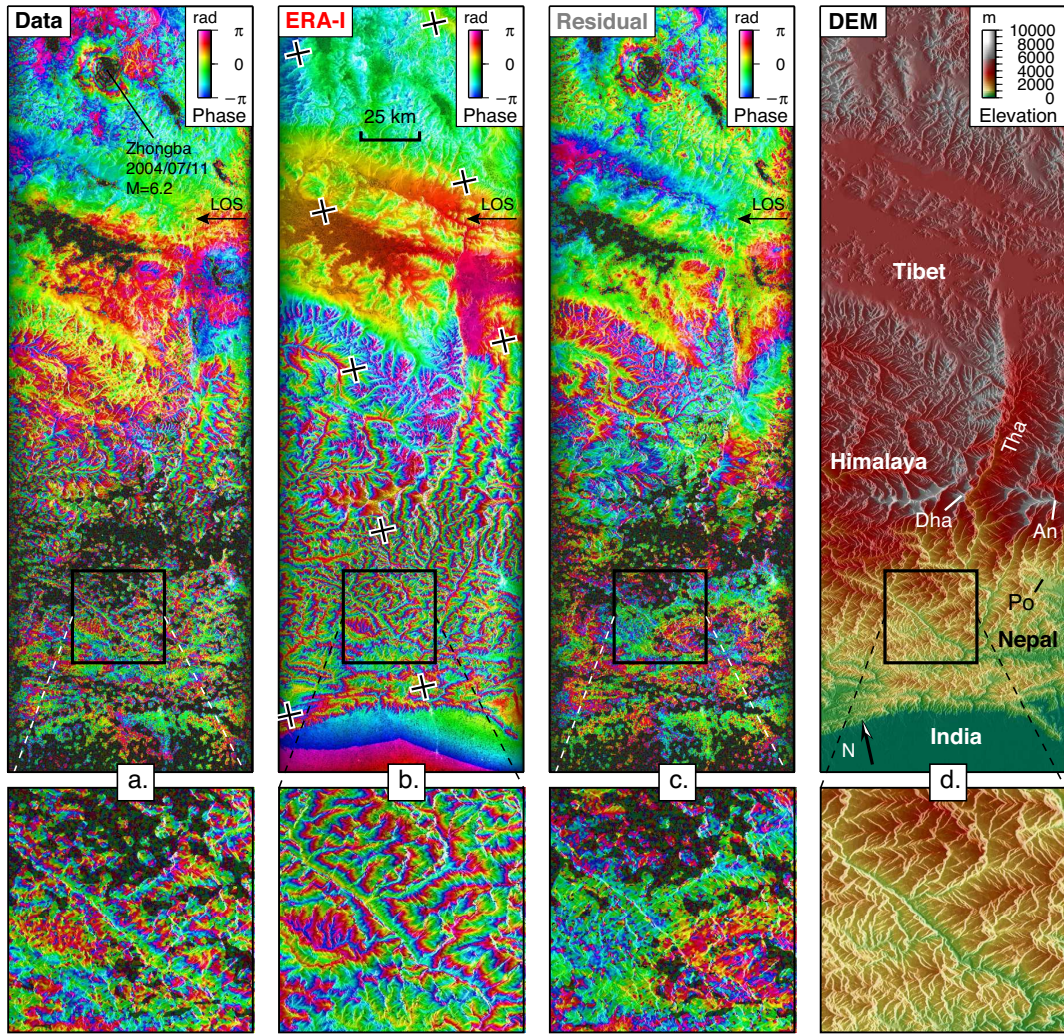 Data
rad
π
0
−π
Phase
Zhongba
2004/07/11
M=6.2
LOS
a.
ERA-I
rad
π
0
−π
Phase
25 km
LOS
b.
Residual
rad
π
0
−π
Phase
LOS
c.
DEM
m
10000
8000
6000
4000
2000
0
Elevation
Tibet
Tha
Himalaya
Dha
An
Po
Nepal
India
N
d.